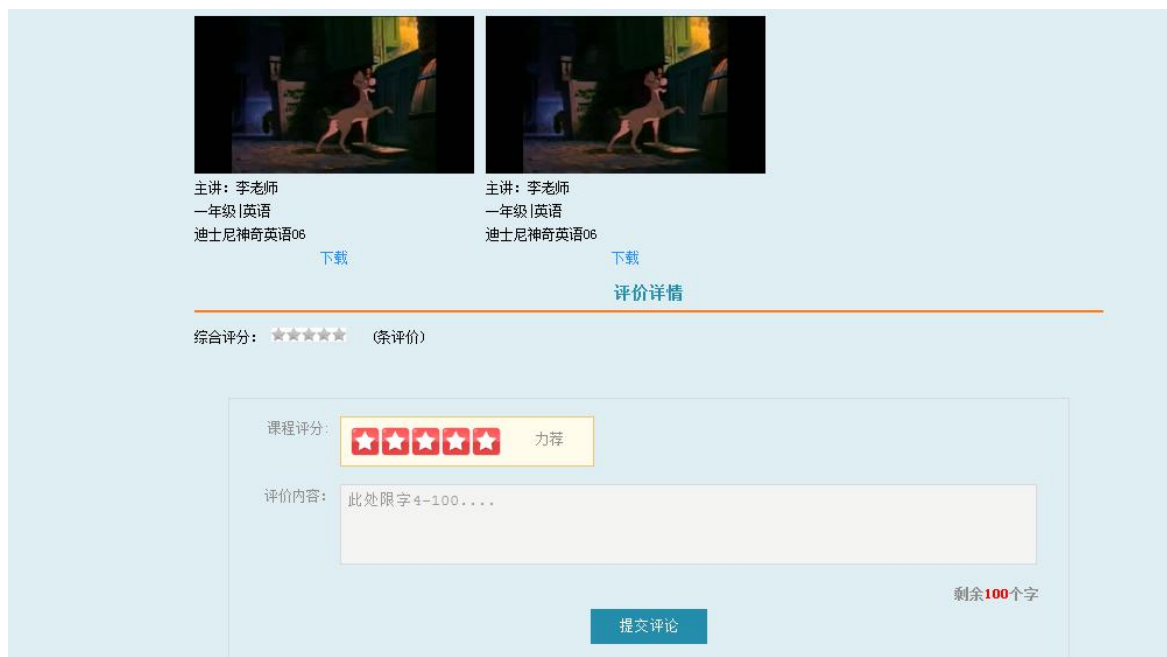 主讲：李老师 主讲：李老师
一年级|英语 一年级|英语
迪士尼神奇英语06 迪士尼神奇英语06
下载 下载
评价详情
综合评分： (条评价)
课程评分: 力荐
评价内容： 此处限字4-100....
剩余100个字
提交评论